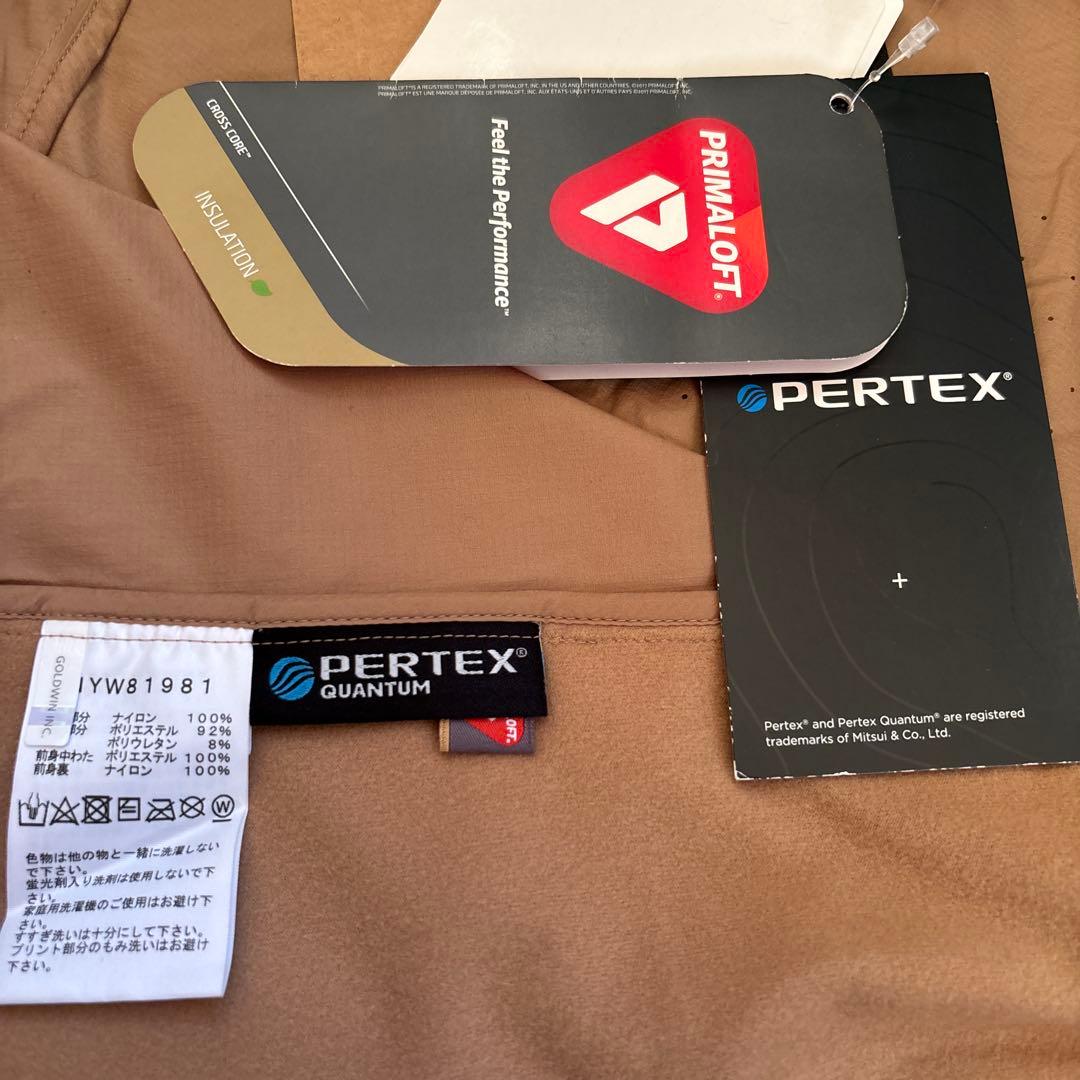 PRIMALOFT® IS A REGISTERED TRADEMARK OF PRIMALOFT, INC. IN THE US AND OTHER COUNTRIES. ©2017 PRIMALOFT, INC.
PRIMALOFT® EST UNE MARQUE DÉPOSÉE DE PRIMALOFT, INC. AUX ÉTATS-UNIS ET D'AUTRES PAYS ©2017 PRIMALOFT, INC.
CROSS CORE™
INSULATION
Feel the Performance™
PRIMALOFT®
PERTEX®
Pertex® and Pertex Quantum® are registered
trademarks of Mitsui & Co., Ltd.
PERTEX®
QUANTUM
OFT.
GOLDWIN INC.
YW81981
部分 ナイロン 100%
部分 ポリエステル 92%
ポリウレタン 8%
前身中わた ポリエステル 100%
前身裏 ナイロン 100%
W
色物は他の物と一緒に洗濯しない
で下さい。
蛍光剤入り洗剤は使用しないで下
さい。
家庭用洗濯機のご使用はお避け下
さい。
すすぎ洗いは十分にして下さい。
プリント部分のもみ洗いはお避け
下さい。